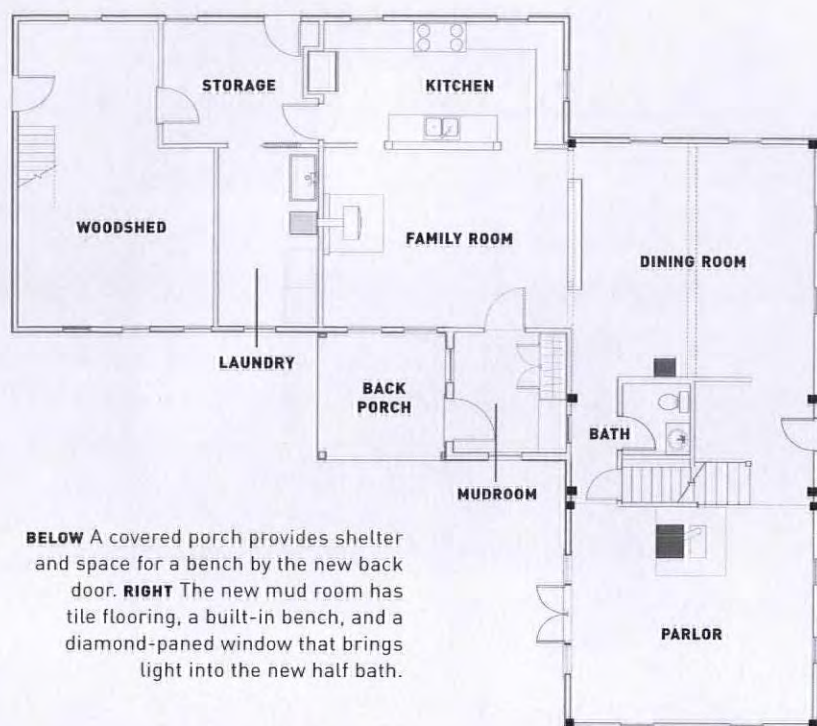 STORAGE
KITCHEN
WOODSHED
FAMILY ROOM
DINING ROOM
LAUNDRY
BACK
PORCH
BATH
MUDROOM
PARLOR
BELOW A covered porch provides shelter
and space for a bench by the new back
door. RIGHT The new mud room has
tile flooring, a built-in bench, and a
diamond-paned window that brings
light into the new half bath.